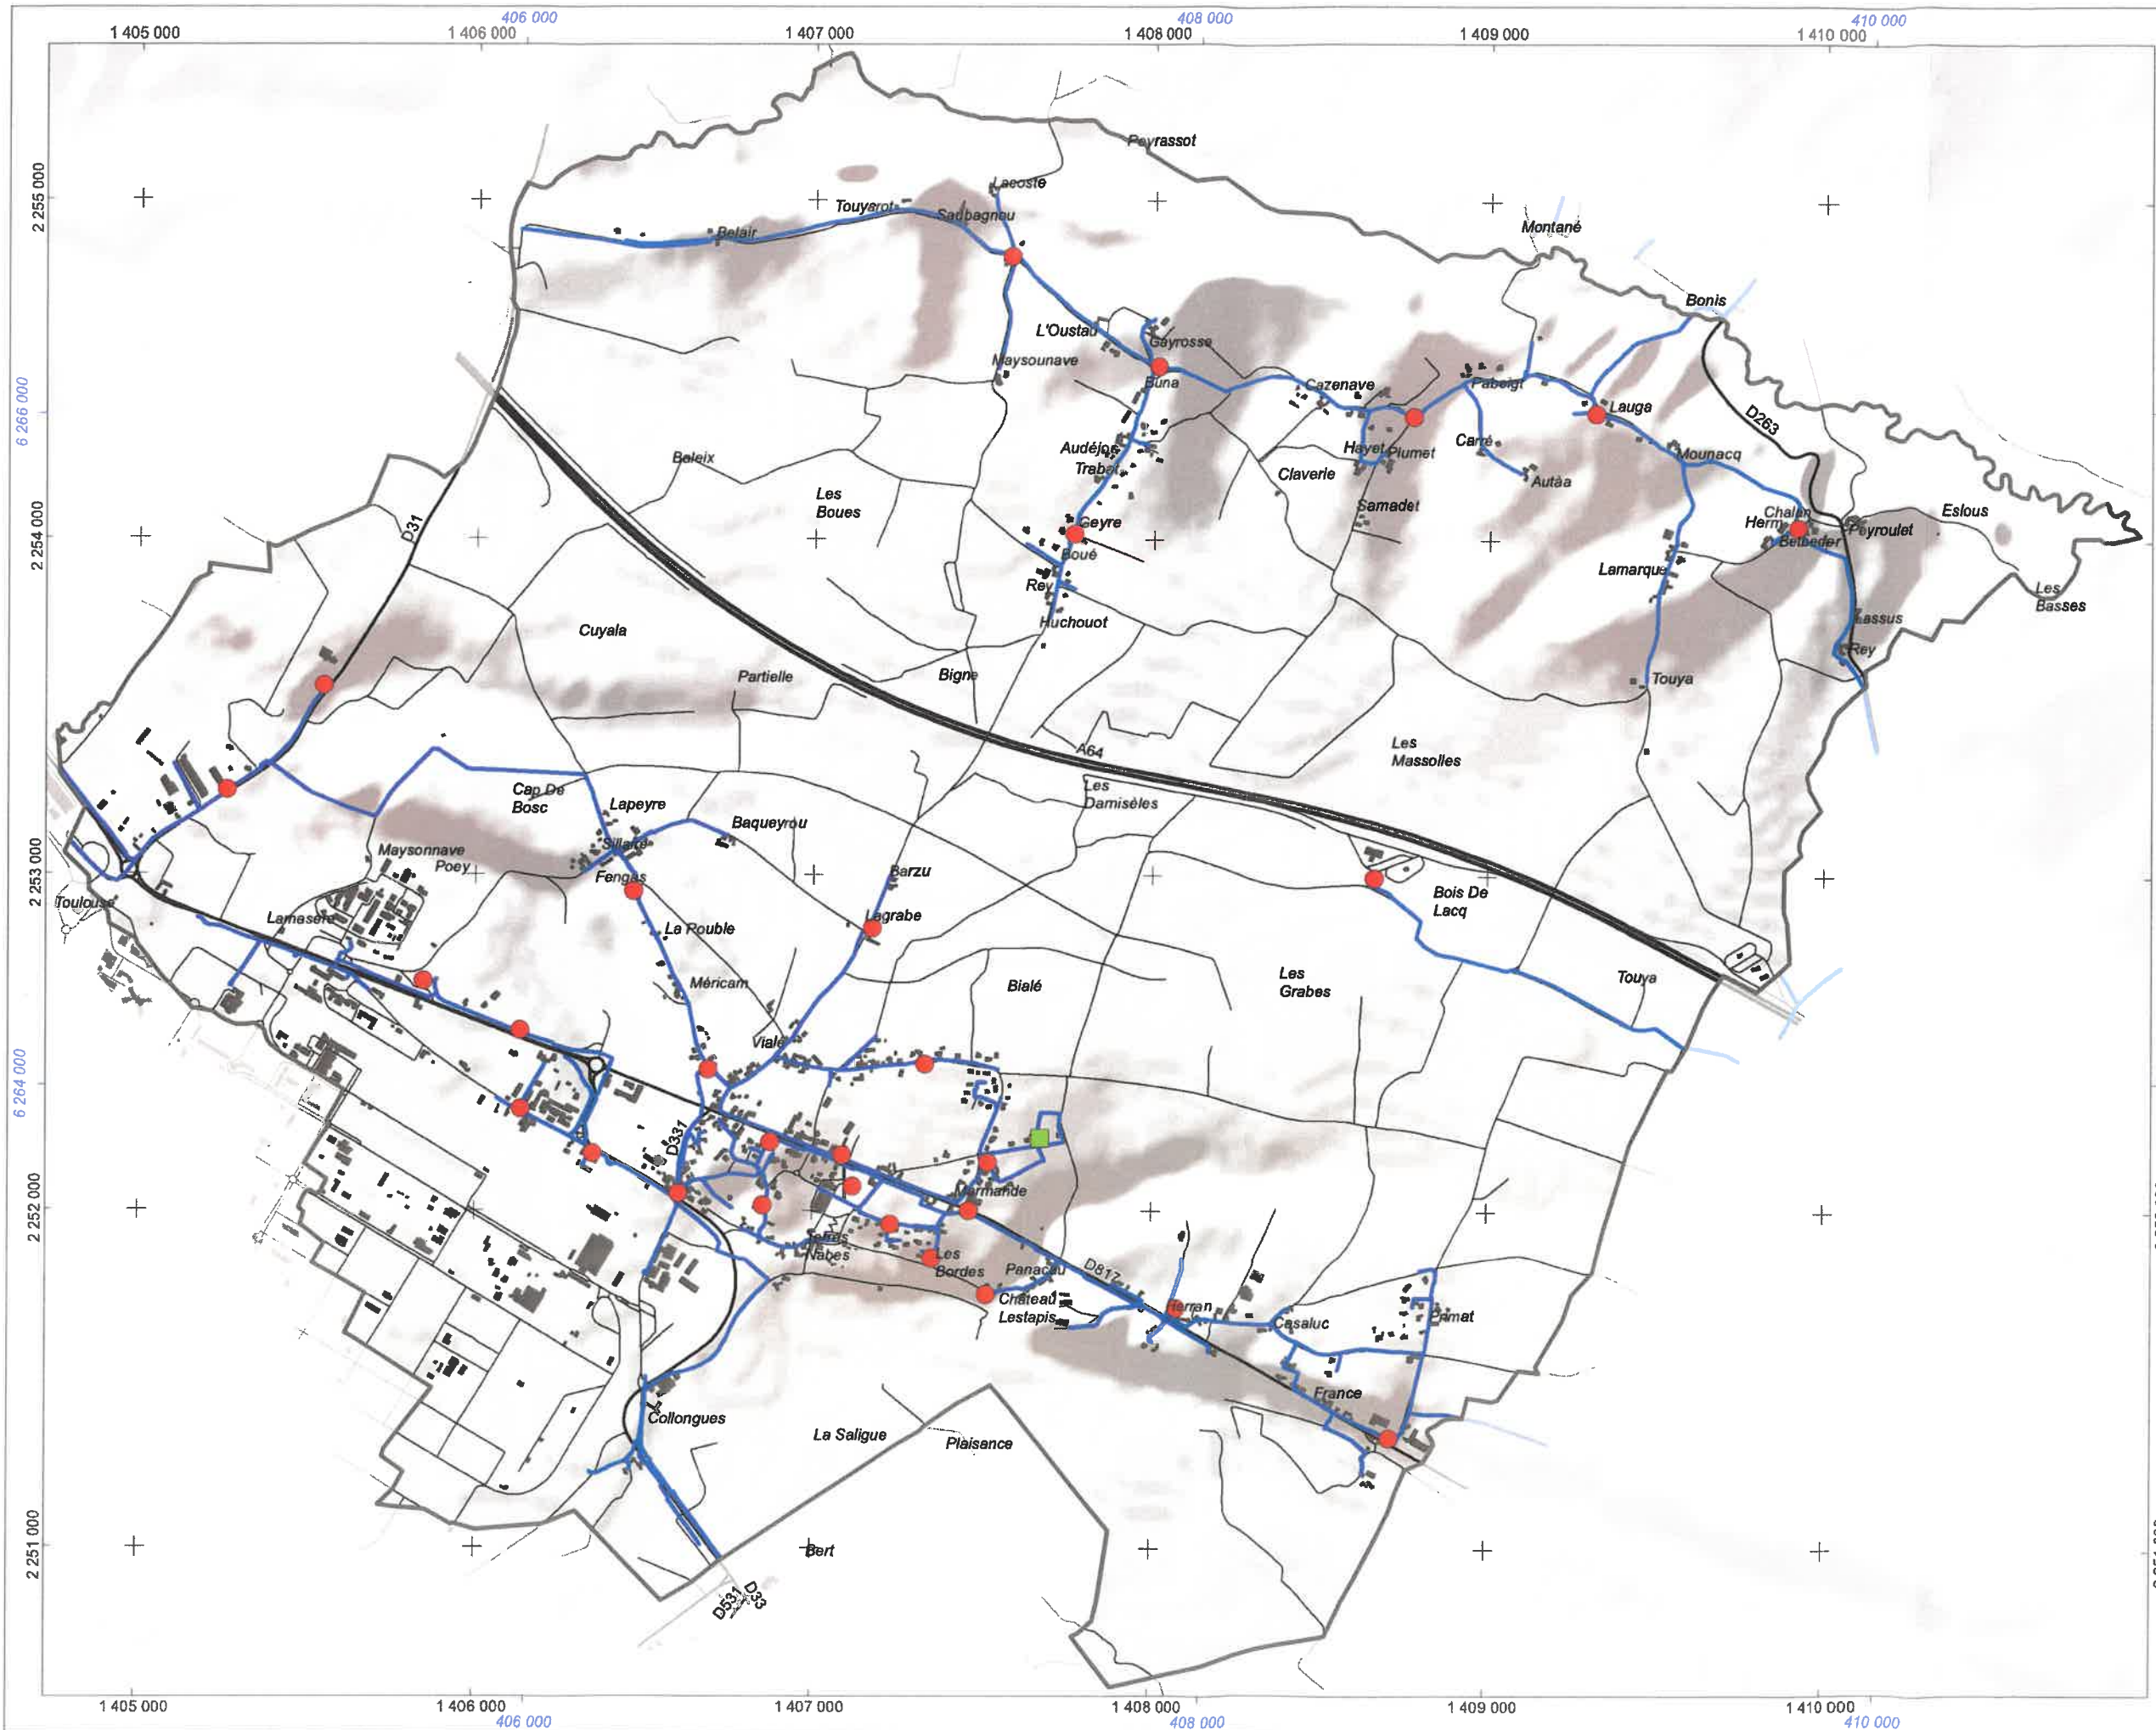 406 000
408 000
410 000
1 405 000
1 406 000
1 407 000
1 408 000
1 409 000
1 410 000
Peyrassot
2 255 000
Lacoste
Touyarot
Saubagnou
Belair
Montané
Bonis
L'Oustau
Gayrosse
Maysounave
Buna
Cazenave
Pabeigt
Lauga
D263
6 266 000
Audéjos
Trabat
Carré
Hayet
Plumet
Mounacq
Baleix
Claverie
Autàa
Les
Boues
Samadet
D31
2 254 000
Geyre
Boué
Chalan
Herm
Betbeder
Peyroulet
Eslous
Rey
Lamarque
Les
Basses
Huchouot
Lassus
Cuyala
Rey
Partielle
Bigne
Touya
A64
Les
Massolles
Cap De
Bosc
Lapeyre
Les
Damisèles
Baqueyrou
Sillaire
2 253 000
Maysonnave
Poey
Fengas
Barzu
Bois De
Lacq
Toulouse
Lamasère
Lagrabe
La Pouble
Méricam
Bialé
Les
Grabes
Touya
Vialé
6 264 000
D331
2 252 000
Marmande
Nabes
Les
Bordes
Panacau
D817
Château
Lestapis
Herran
Casaluc
Primat
France
Collongues
La Saligue
Plaisance
2 251 000
Bert
D531
D33
1 405 000
1 406 000
1 407 000
1 408 000
1 409 000
1 410 000
406 000
408 000
410 000